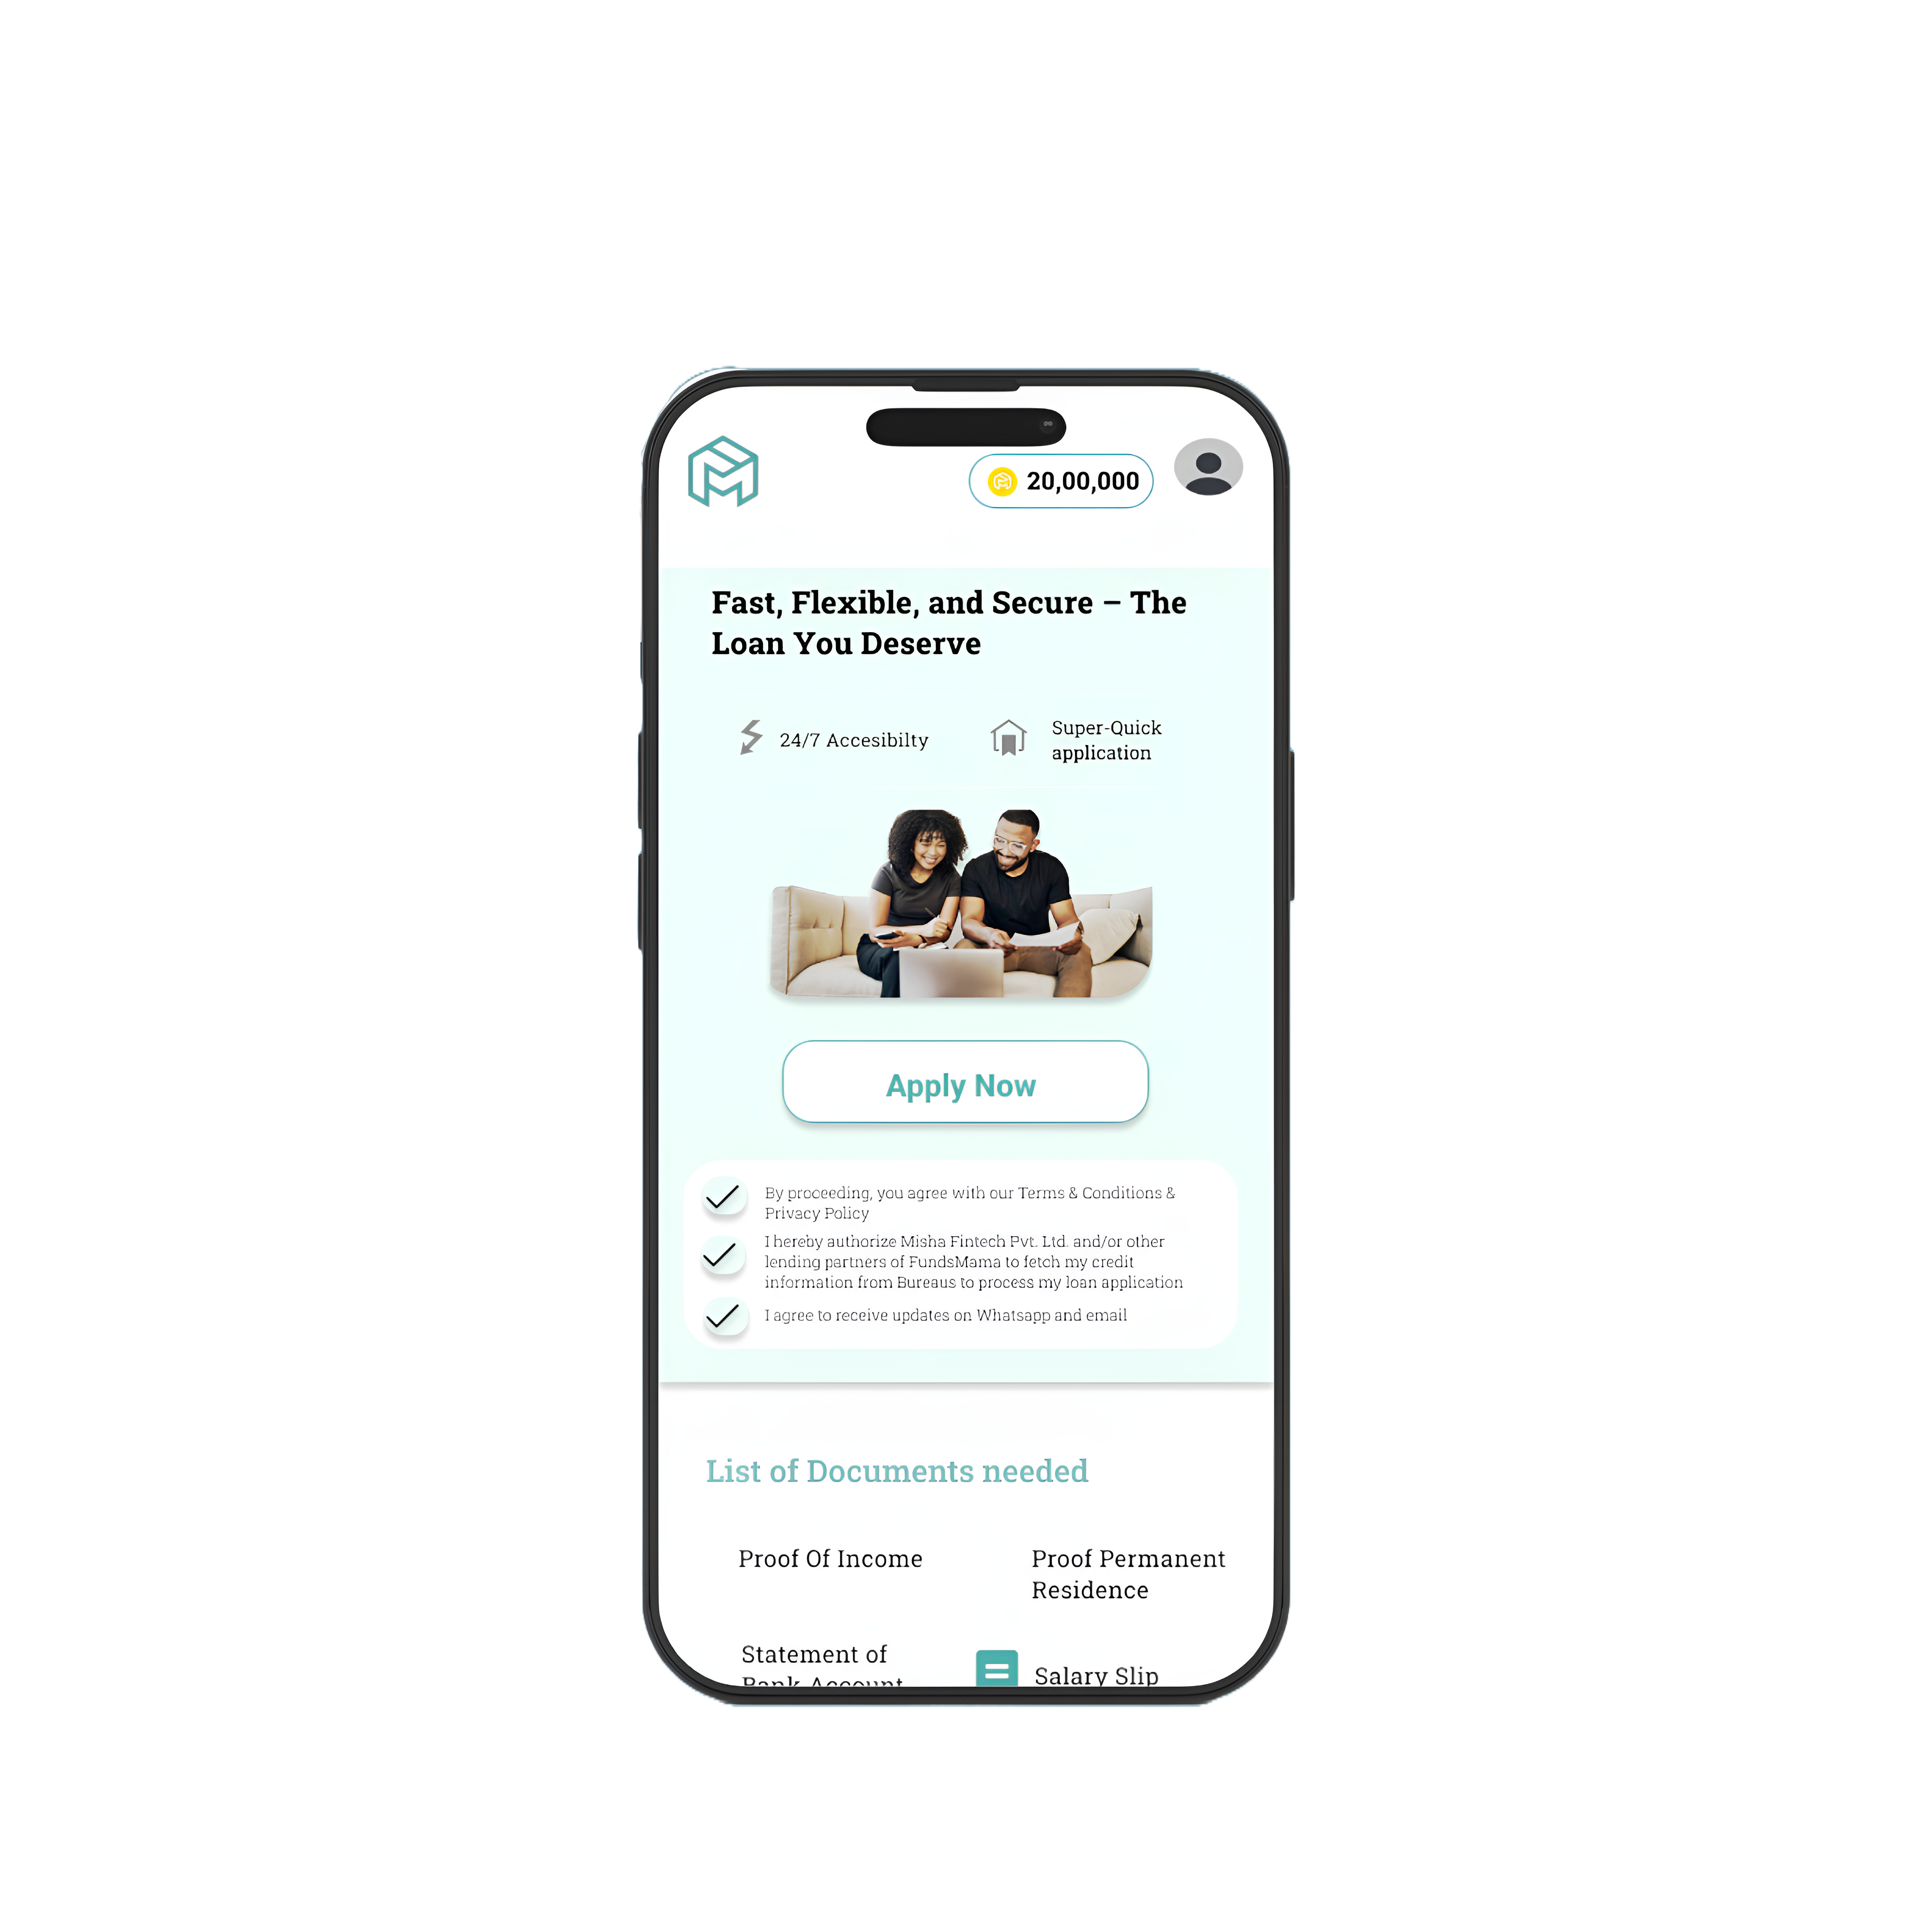 20,00,000
Fast, Flexible, and Secure – The
Loan You Deserve
24/7 Accesibilty
Super-Quick
application
Apply Now
By proceeding, you agree with our Terms & Conditions &
Privacy Policy
I hereby authorize Misha Fintech Pvt. Ltd. and/or other
lending partners of FundsMama to fetch my credit
information from Bureaus to process my loan application
I agree to receive updates on Whatsapp and email
List of Documents needed
Proof Of Income
Proof Permanent
Residence
Statement of
Bank Account
Salary Slip